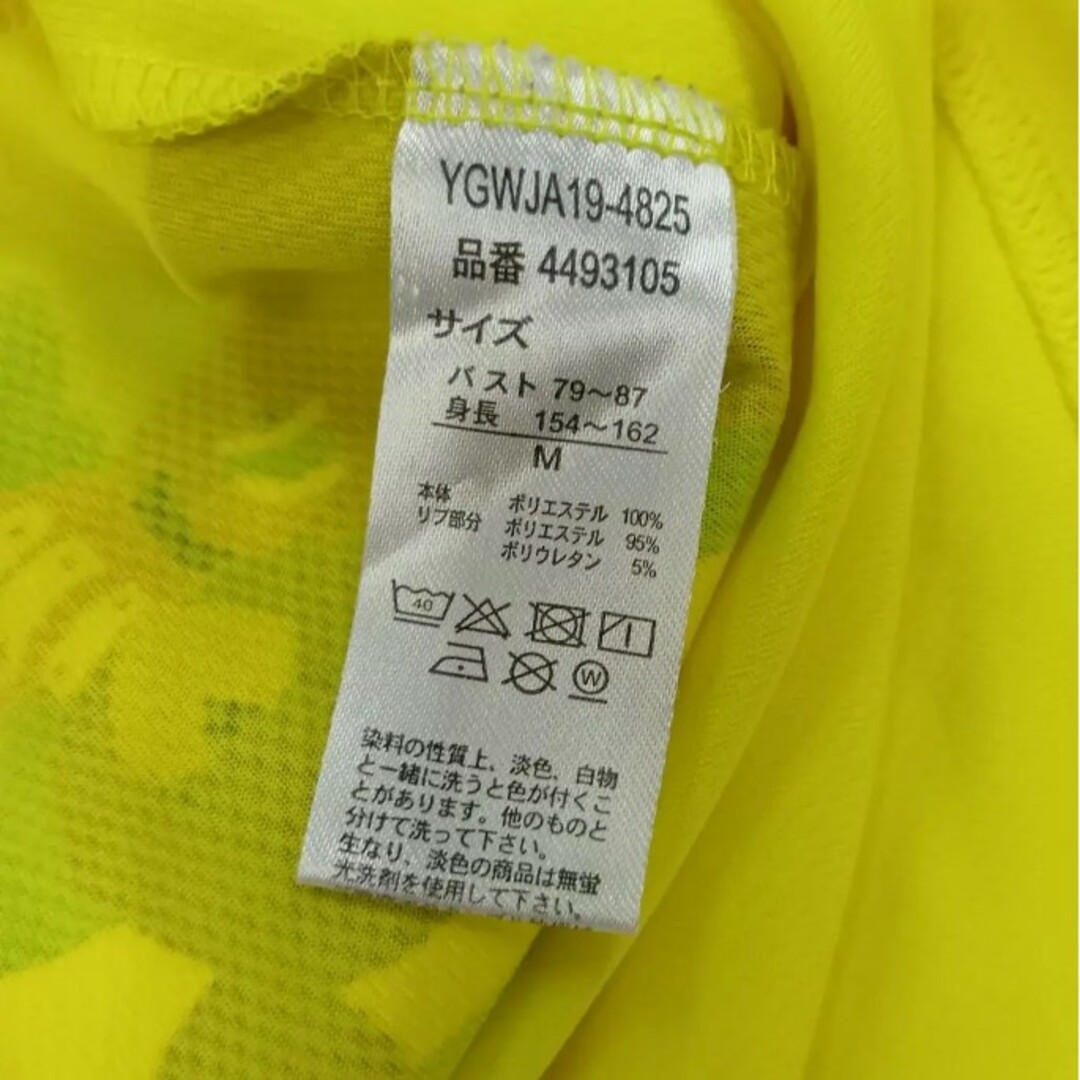 YGWJA19-4825
品番 4493105
サイズ
バスト 79～87
身長 154～162
M
本体 ポリエステル 100%
リブ部分 ポリエステル 95%
ポリウレタン 5%
40
W
染料の性質上、淡色、白物
と一緒に洗うと色が付くこ
とがあります。他のものと
分けて洗って下さい。
生なり、淡色の商品は無蛍
光洗剤を使用して下さい。